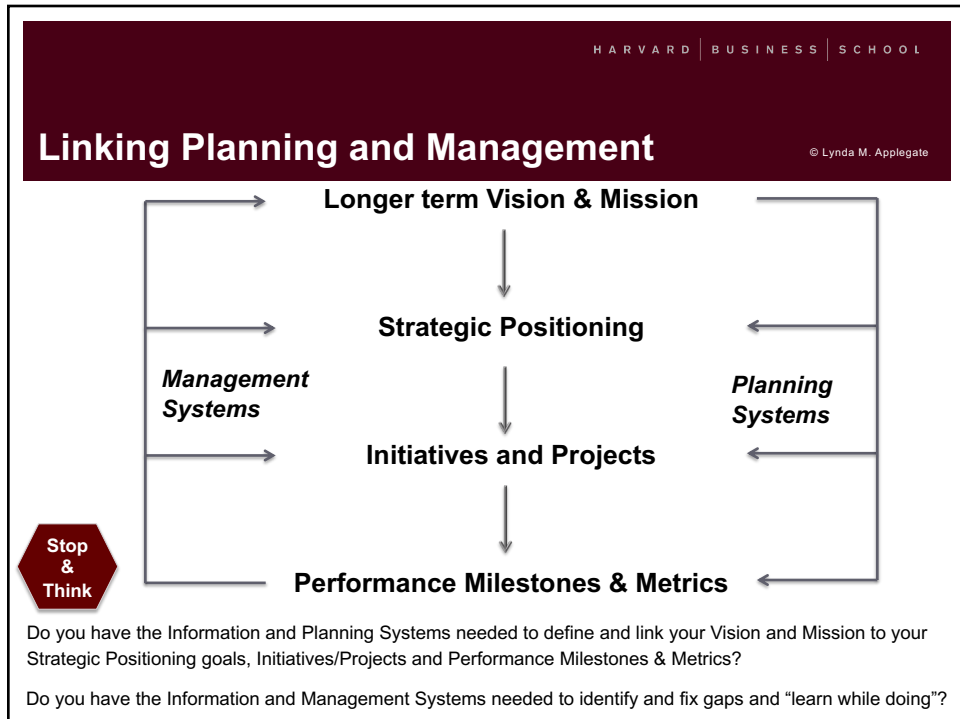 HARVARD | BUSINESS | SCHOOL
Linking Planning and Management
© Lynda M. Applegate
Longer term Vision & Mission
Strategic Positioning
Management
Systems
Planning
Systems
Initiatives and Projects
Stop
&
Think
Performance Milestones & Metrics
Do you have the Information and Planning Systems needed to define and link your Vision and Mission to your
Strategic Positioning goals, Initiatives/Projects and Performance Milestones & Metrics?
Do you have the Information and Management Systems needed to identify and fix gaps and “learn while doing”?